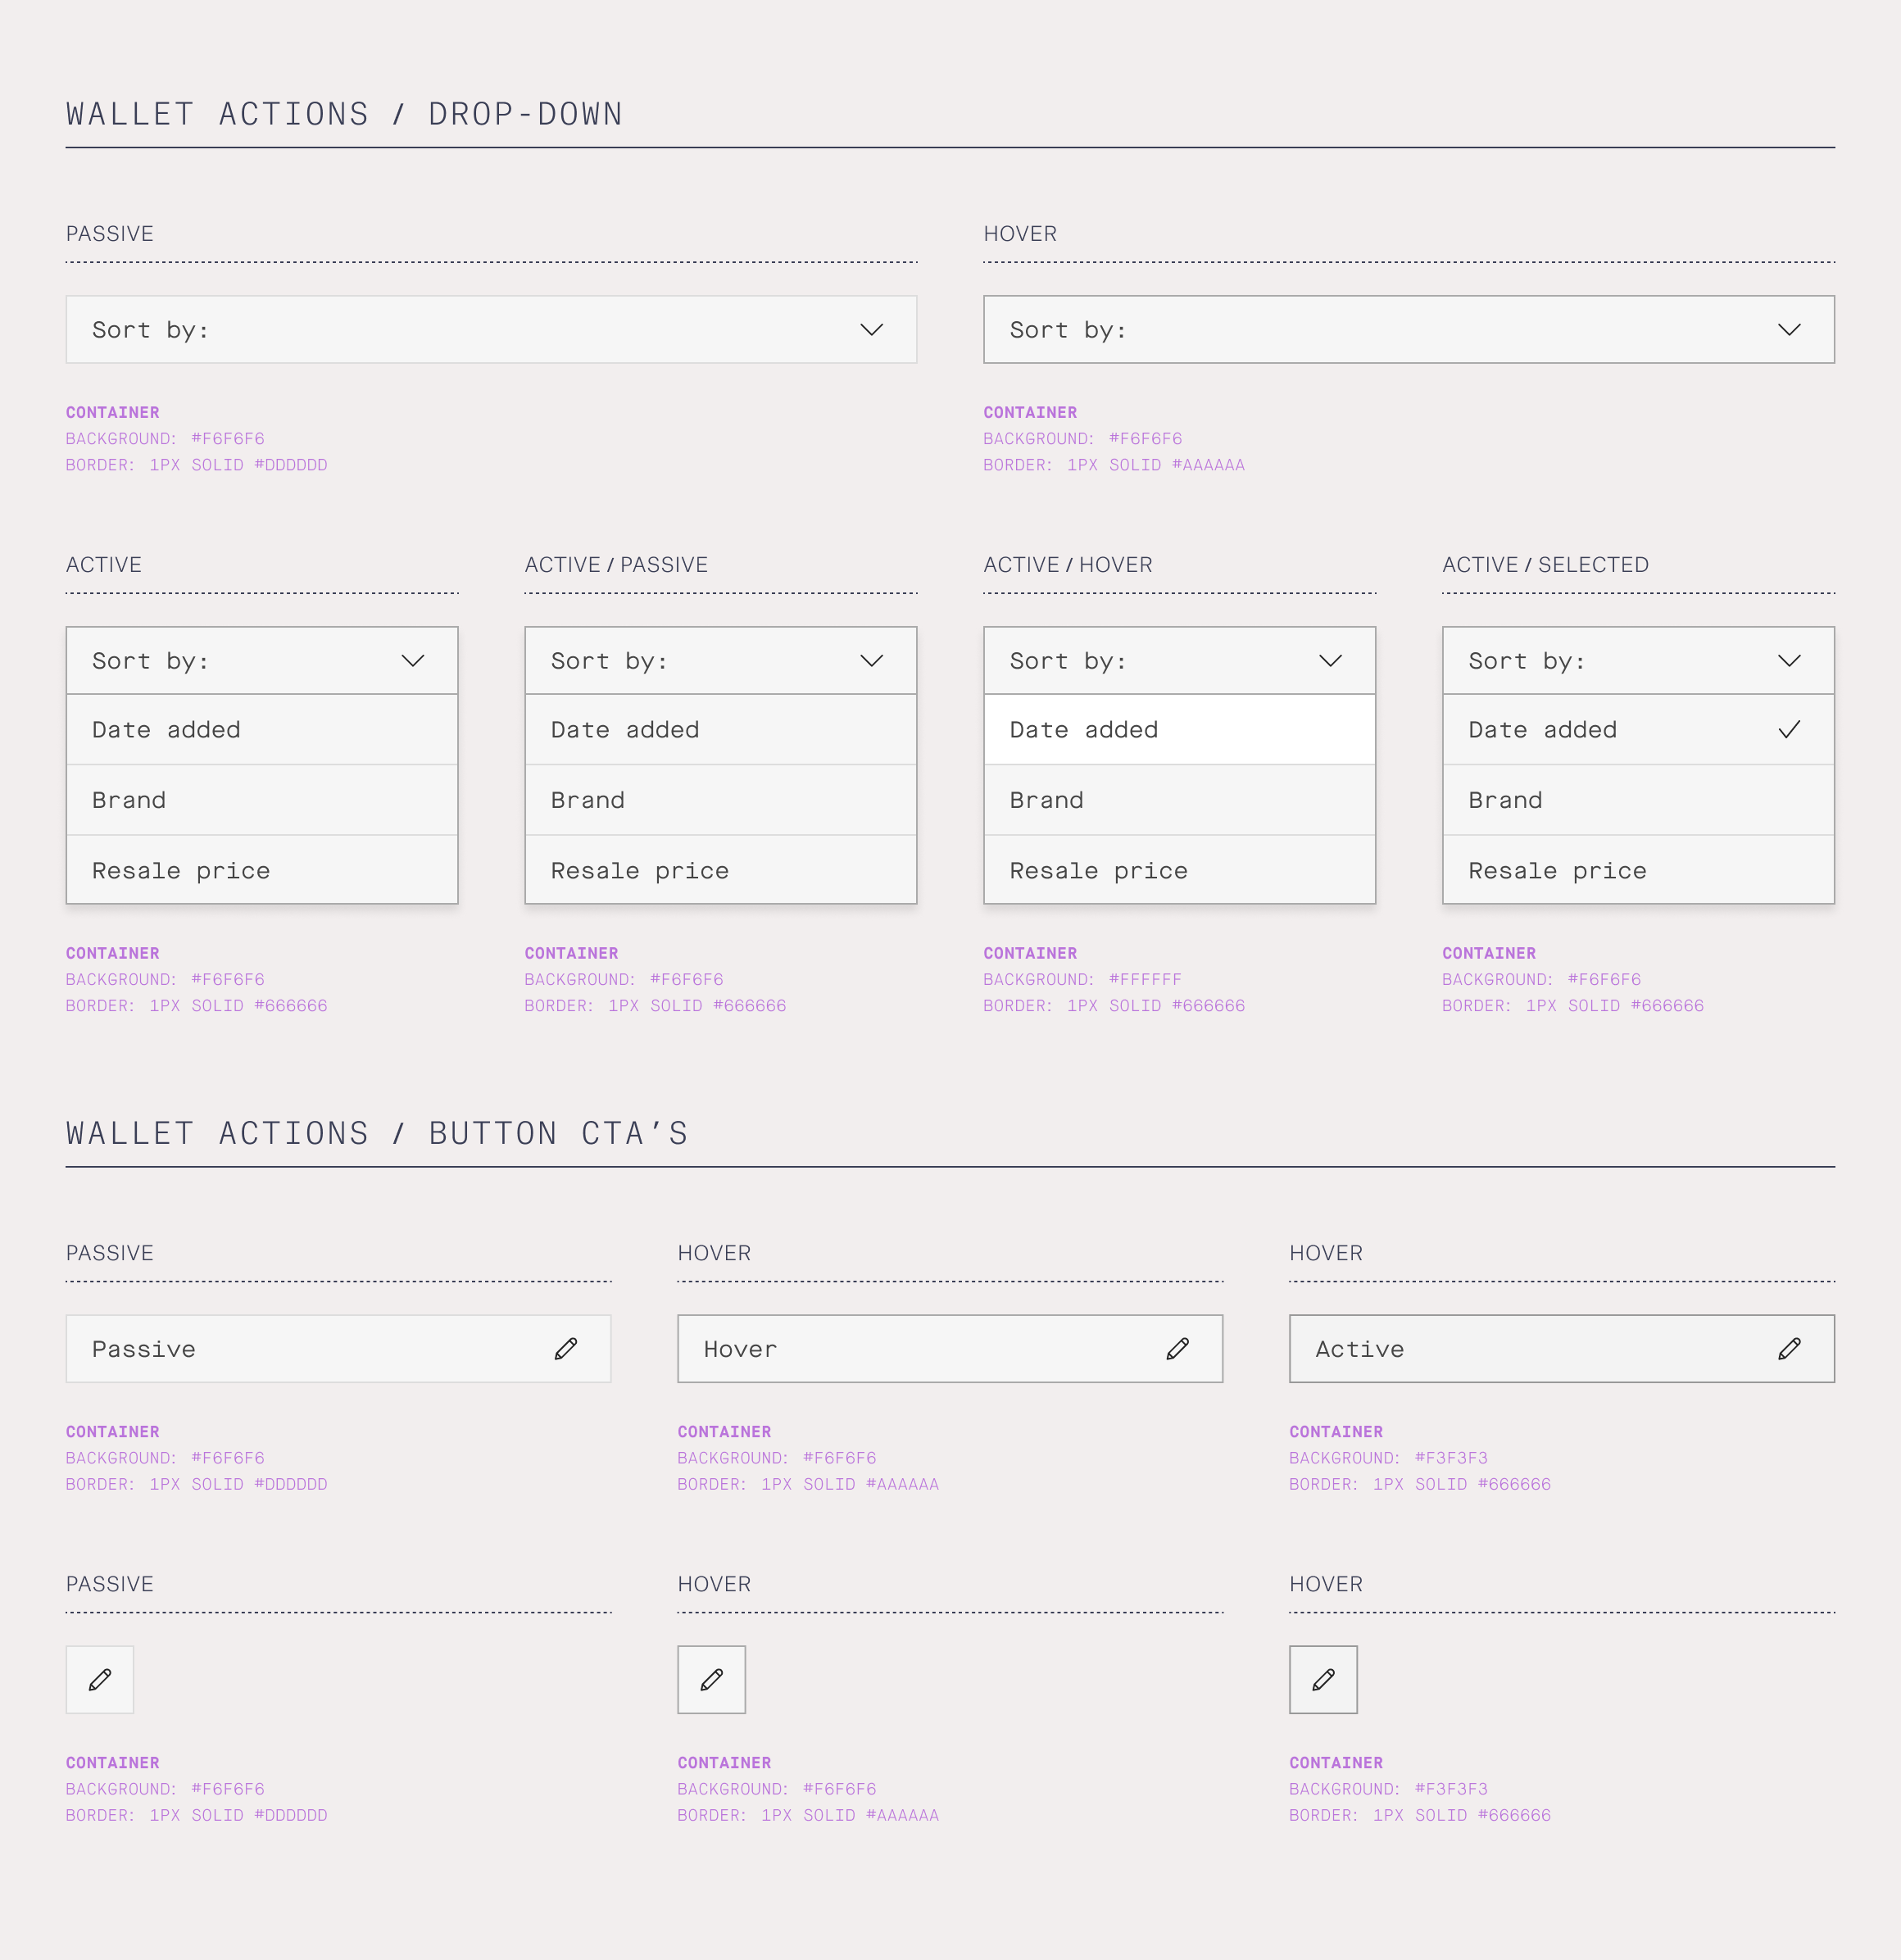 WALLET ACTIONS / DROP-DOWN
PASSIVE
HOVER
Sort by:
Sort by:
CONTAINER
BACKGROUND: #F6F6F6
BORDER: 1PX SOLID #DDDDDD
CONTAINER
BACKGROUND: #F6F6F6
BORDER: 1PX SOLID #AAAAAA
ACTIVE
ACTIVE / PASSIVE
ACTIVE / HOVER
ACTIVE / SELECTED
Sort by:
Date added
Brand
Resale price
Sort by:
Date added
Brand
Resale price
Sort by:
Date added
Brand
Resale price
Sort by:
Date added
Brand
Resale price
CONTAINER
BACKGROUND: #F6F6F6
BORDER: 1PX SOLID #666666
CONTAINER
BACKGROUND: #F6F6F6
BORDER: 1PX SOLID #666666
CONTAINER
BACKGROUND: #FFFFFF
BORDER: 1PX SOLID #666666
CONTAINER
BACKGROUND: #F6F6F6
BORDER: 1PX SOLID #666666
WALLET ACTIONS / BUTTON CTA’S
PASSIVE
HOVER
HOVER
Passive
Hover
Active
CONTAINER
BACKGROUND: #F6F6F6
BORDER: 1PX SOLID #DDDDDD
CONTAINER
BACKGROUND: #F6F6F6
BORDER: 1PX SOLID #AAAAAA
CONTAINER
BACKGROUND: #F3F3F3
BORDER: 1PX SOLID #666666
PASSIVE
HOVER
HOVER
CONTAINER
BACKGROUND: #F6F6F6
BORDER: 1PX SOLID #DDDDDD
CONTAINER
BACKGROUND: #F6F6F6
BORDER: 1PX SOLID #AAAAAA
CONTAINER
BACKGROUND: #F3F3F3
BORDER: 1PX SOLID #666666